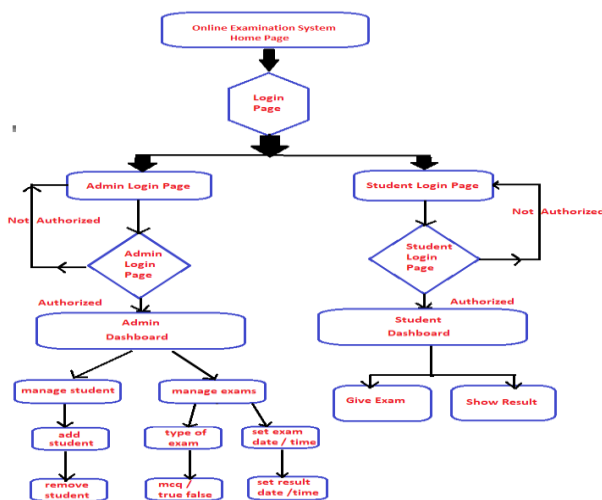 Online Examination System
Home Page
Login
Page
Admin Login Page
Student Login Page
Not Authorized
Not Authorized
Admin
Login
Page
Student
Login
Page
Authorized
Authorized
Admin
Dashboard
Student
Dashboard
manage student
manage exams
Give Exam
Show Result
add
student
type of
exam
set exam
date / time
remove
student
mcq /
true false
set result
date /time